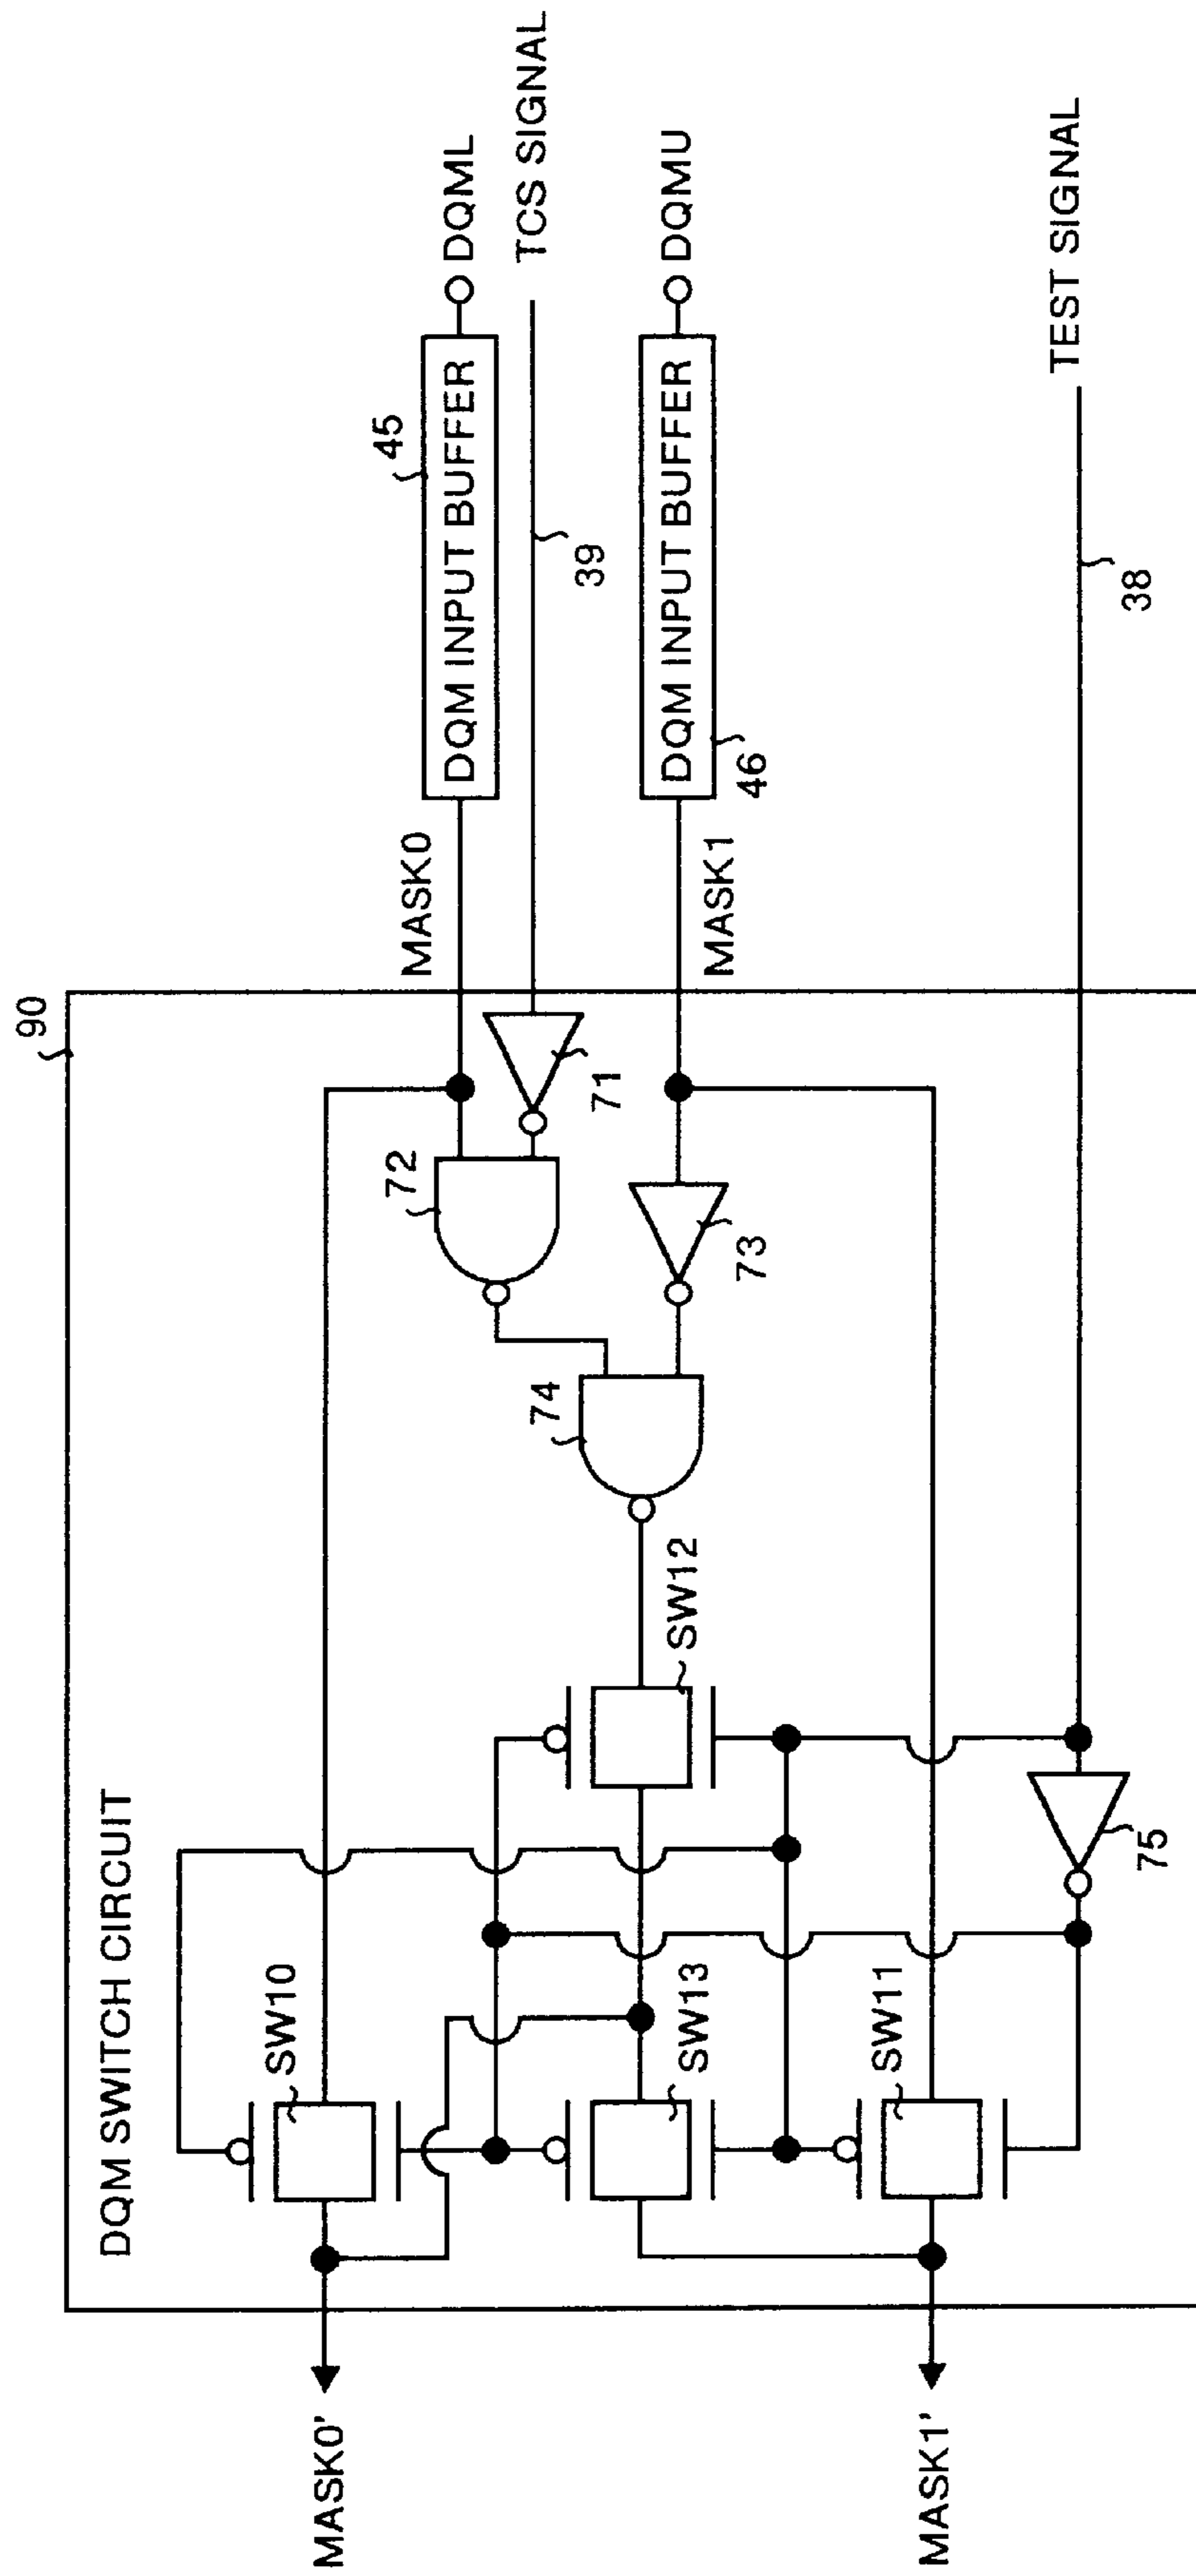 90
DQM SWITCH CIRCUIT
MASK0'
SW10
MASK0
45
DQM INPUT BUFFER
DQML
72
71
39
TCS SIGNAL
SW13
SW12
74
73
MASK1
46
DQM INPUT BUFFER
DQMU
MASK1'
SW11
75
38
TEST SIGNAL